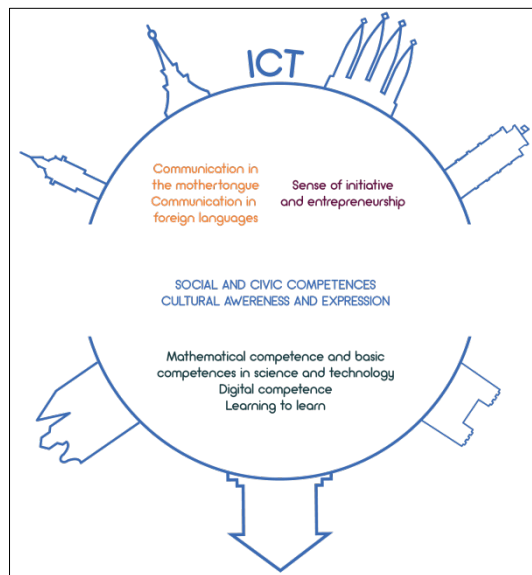 ICT
Communication in
the mothertongue
Communication in
foreign languages
Sense of initiative
and entrepreneurship
SOCIAL AND CIVIC COMPETENCES
CULTURAL AWERENESS AND EXPRESSION
Mathematical competence and basic
competences in science and technology
Digital competence
Learning to learn